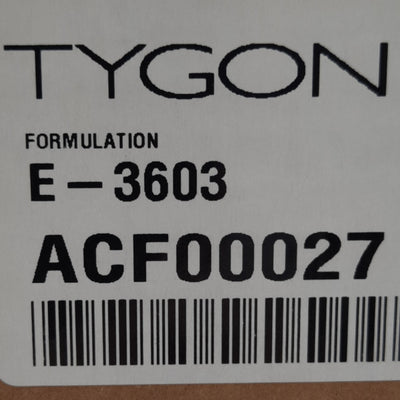 TYGON
FORMULATION
E-3603
ACF00027